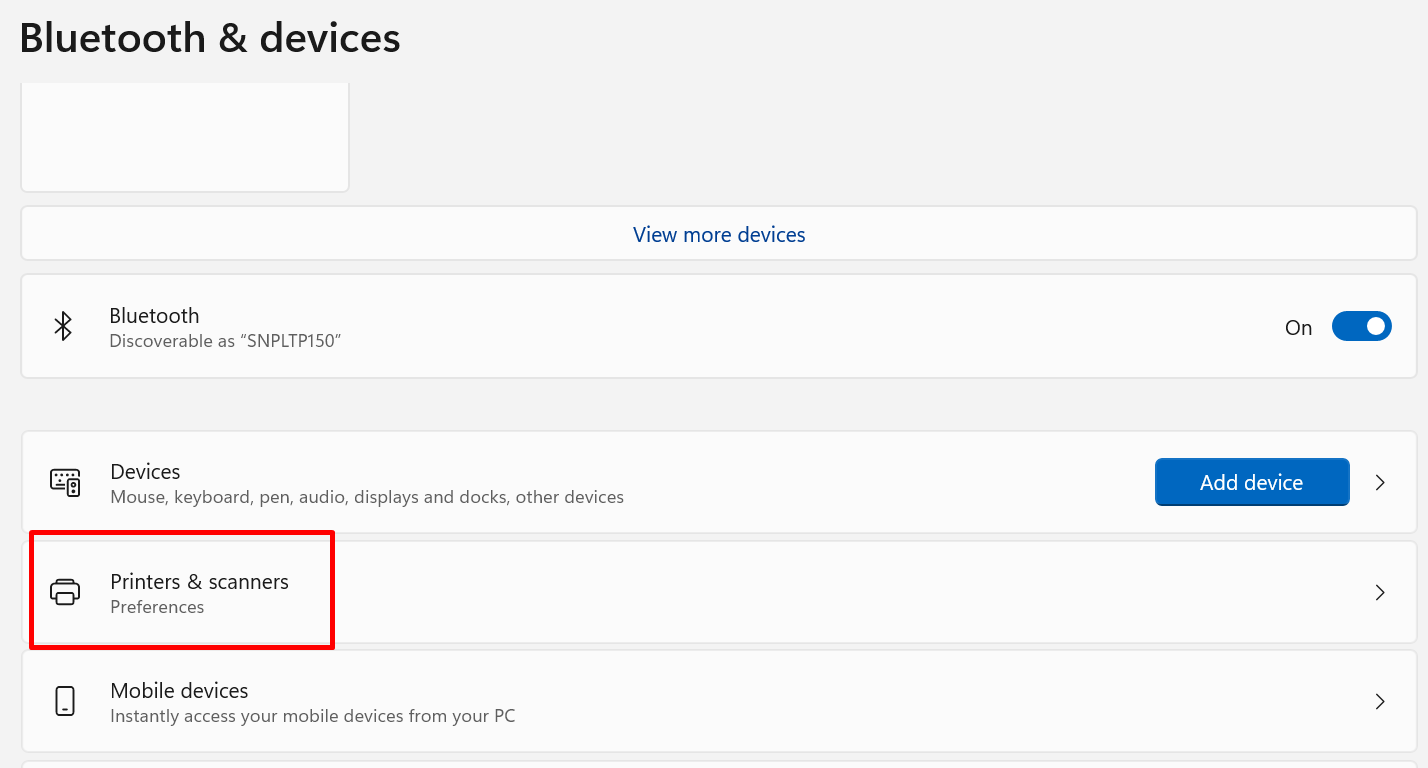 Bluetooth & devices
View more devices
Bluetooth
Discoverable as “SNPLTP150”
On
Devices
Mouse, keyboard, pen, audio, displays and docks, other devices
Add device
Printers & scanners
Preferences
Mobile devices
Instantly access your mobile devices from your PC